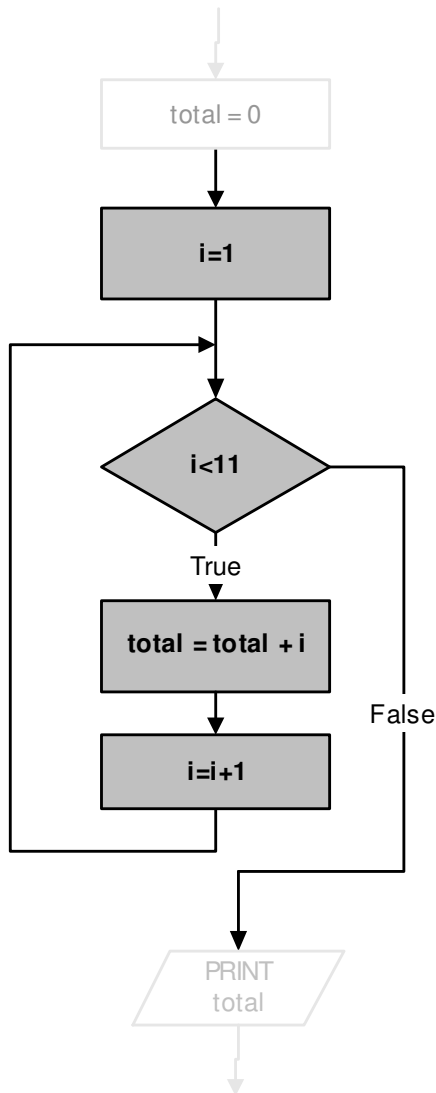 total = 0
i=1
i<11
True
total = total + i
False
i=i+1
PRINT
total